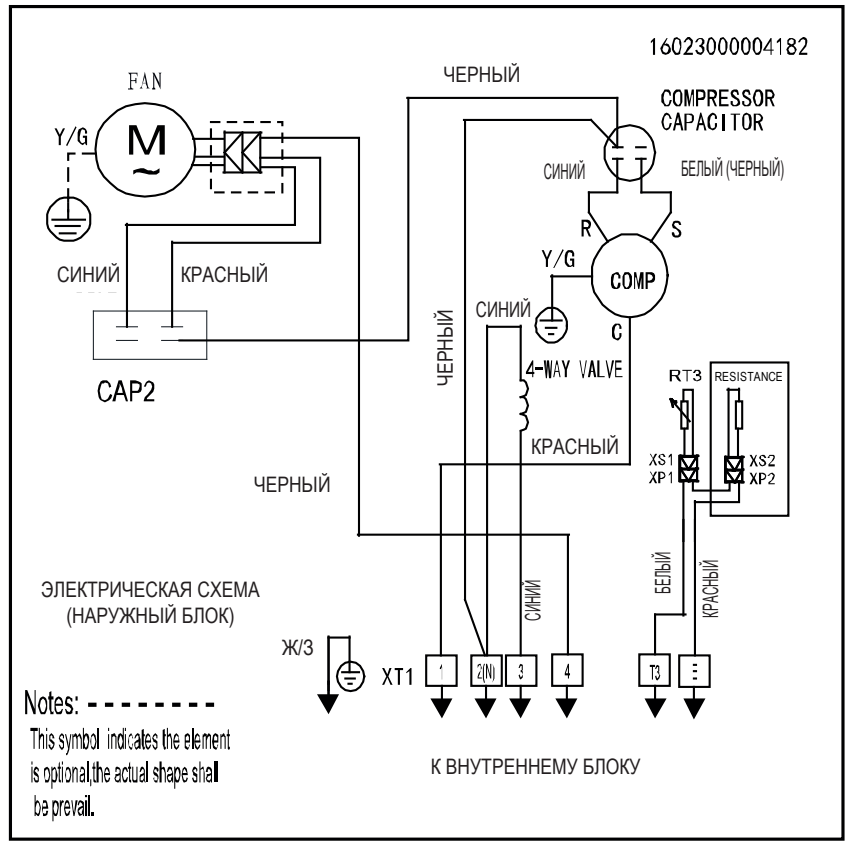 16023000004182
ЧЕРНЫЙ
FAN
COMPRESSOR
CAPACITOR
Y/G
M
~
СИНИЙ
БЕЛЫЙ (ЧЕРНЫЙ)
R
S
Y/G
COMP
СИНИЙ
КРАСНЫЙ
СИНИЙ
C
ЧЕРНЫЙ
4-WAY VALVE
RT3
RESISTANCE
CAP2
КРАСНЫЙ
XS1
XP1
XS2
XP2
ЧЕРНЫЙ
БЕЛЫЙ
КРАСНЫЙ
СИНИЙ
ЭЛЕКТРИЧЕСКАЯ СХЕМА
(НАРУЖНЫЙ БЛОК)
Ж/З
XT1
1
2(N)
3
4
T3
E
Notes: - - - - - - - -
This symbol indicates the element
is optional,the actual shape shall
be prevail.
К ВНУТРЕННЕМУ БЛОКУ